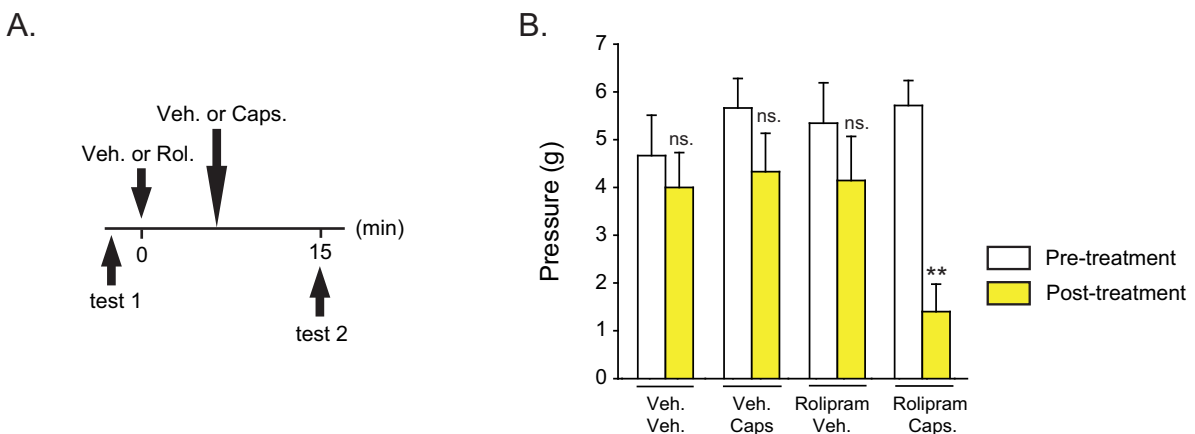 A.
Veh. or Caps.
Veh. or Rol.
(min)
0
15
test 1
test 2
B.
Pressure (g)
7
6
5
4
3
2
1
0
ns.
ns.
ns.
**
Pre-treatment
Post-treatment
Veh.
Veh.
Veh.
Caps
Rolipram
Veh.
Rolipram
Caps.